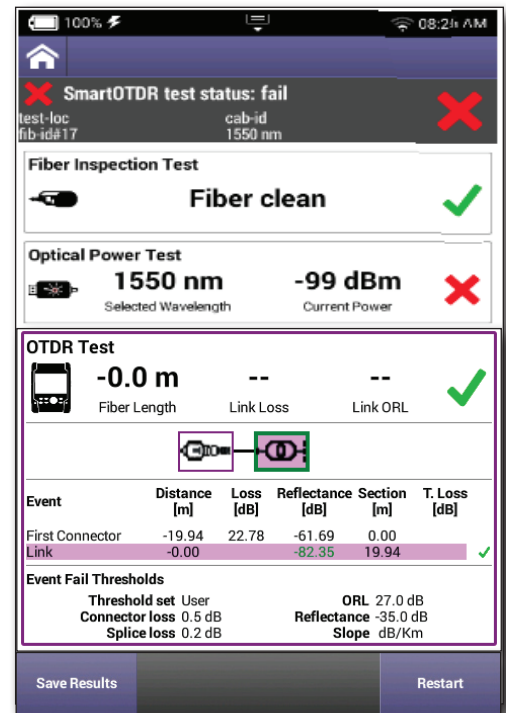 100% 08:24 AM
SmartOTDR test status: fail
test-loc cab-id
fib-id#17 1550 nm
Fiber Inspection Test
Fiber clean
Optical Power Test
1550 nm -99 dBm
Selected Wavelength Current Power
OTDR Test
-0.0 m -- --
Fiber Length Link Loss Link ORL
Event Distance [m] Loss [dB] Reflectance [dB] Section [m] T. Loss [dB]
First Connector -19.94 22.78 -61.69 0.00
Link -0.00 -82.35 19.94
Event Fail Thresholds
Threshold set User ORL 27.0 dB
Connector loss 0.5 dB Reflectance -35.0 dB
Splice loss 0.2 dB Slope dB/Km
Save Results Restart